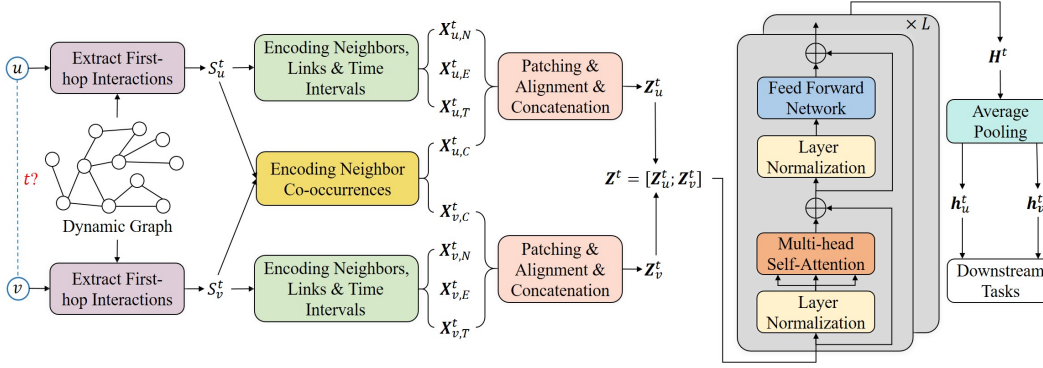 u
Extract First-
hop Interactions
S_u^t
Encoding Neighbors,
Links & Time
Intervals
X_{u,N}^t
X_{u,E}^t
X_{u,T}^t
X_{u,C}^t
Patching &
Alignment &
Concatenation
Z_u^t
t?
Dynamic Graph
Encoding Neighbor
Co-occurrences
X_{v,C}^t
X_{v,N}^t
X_{v,E}^t
X_{v,T}^t
v
Extract First-
hop Interactions
S_v^t
Encoding Neighbors,
Links & Time
Intervals
Patching &
Alignment &
Concatenation
Z_v^t
Z^t = [Z_u^t; Z_v^t]
× L
Feed Forward
Network
Layer
Normalization
Multi-head
Self-Attention
Layer
Normalization
H^t
Average
Pooling
h_u^t
h_v^t
Downstream
Tasks